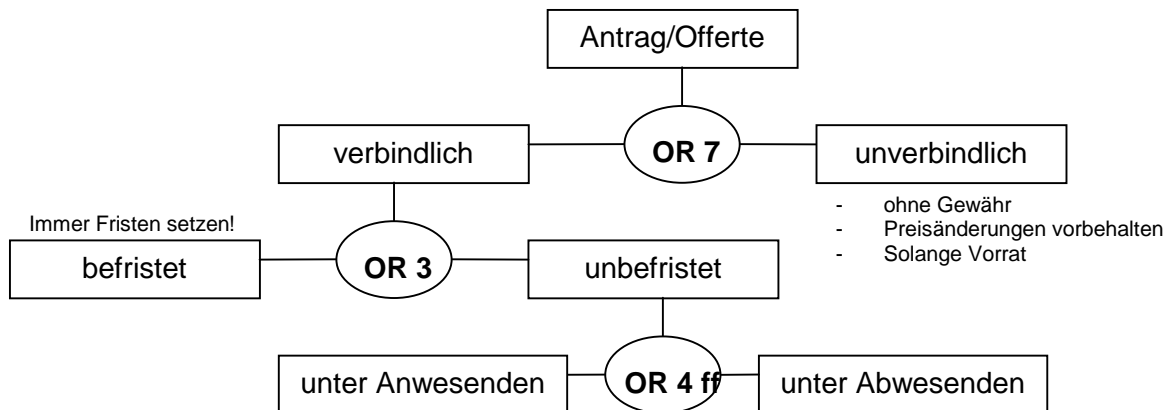 Antrag/Offerte
verbindlich
OR 7
unverbindlich
- ohne Gewähr
- Preisänderungen vorbehalten
- Solange Vorrat
Immer Fristen setzen!
befristet
OR 3
unbefristet
unter Anwesenden
OR 4 ff
unter Abwesenden